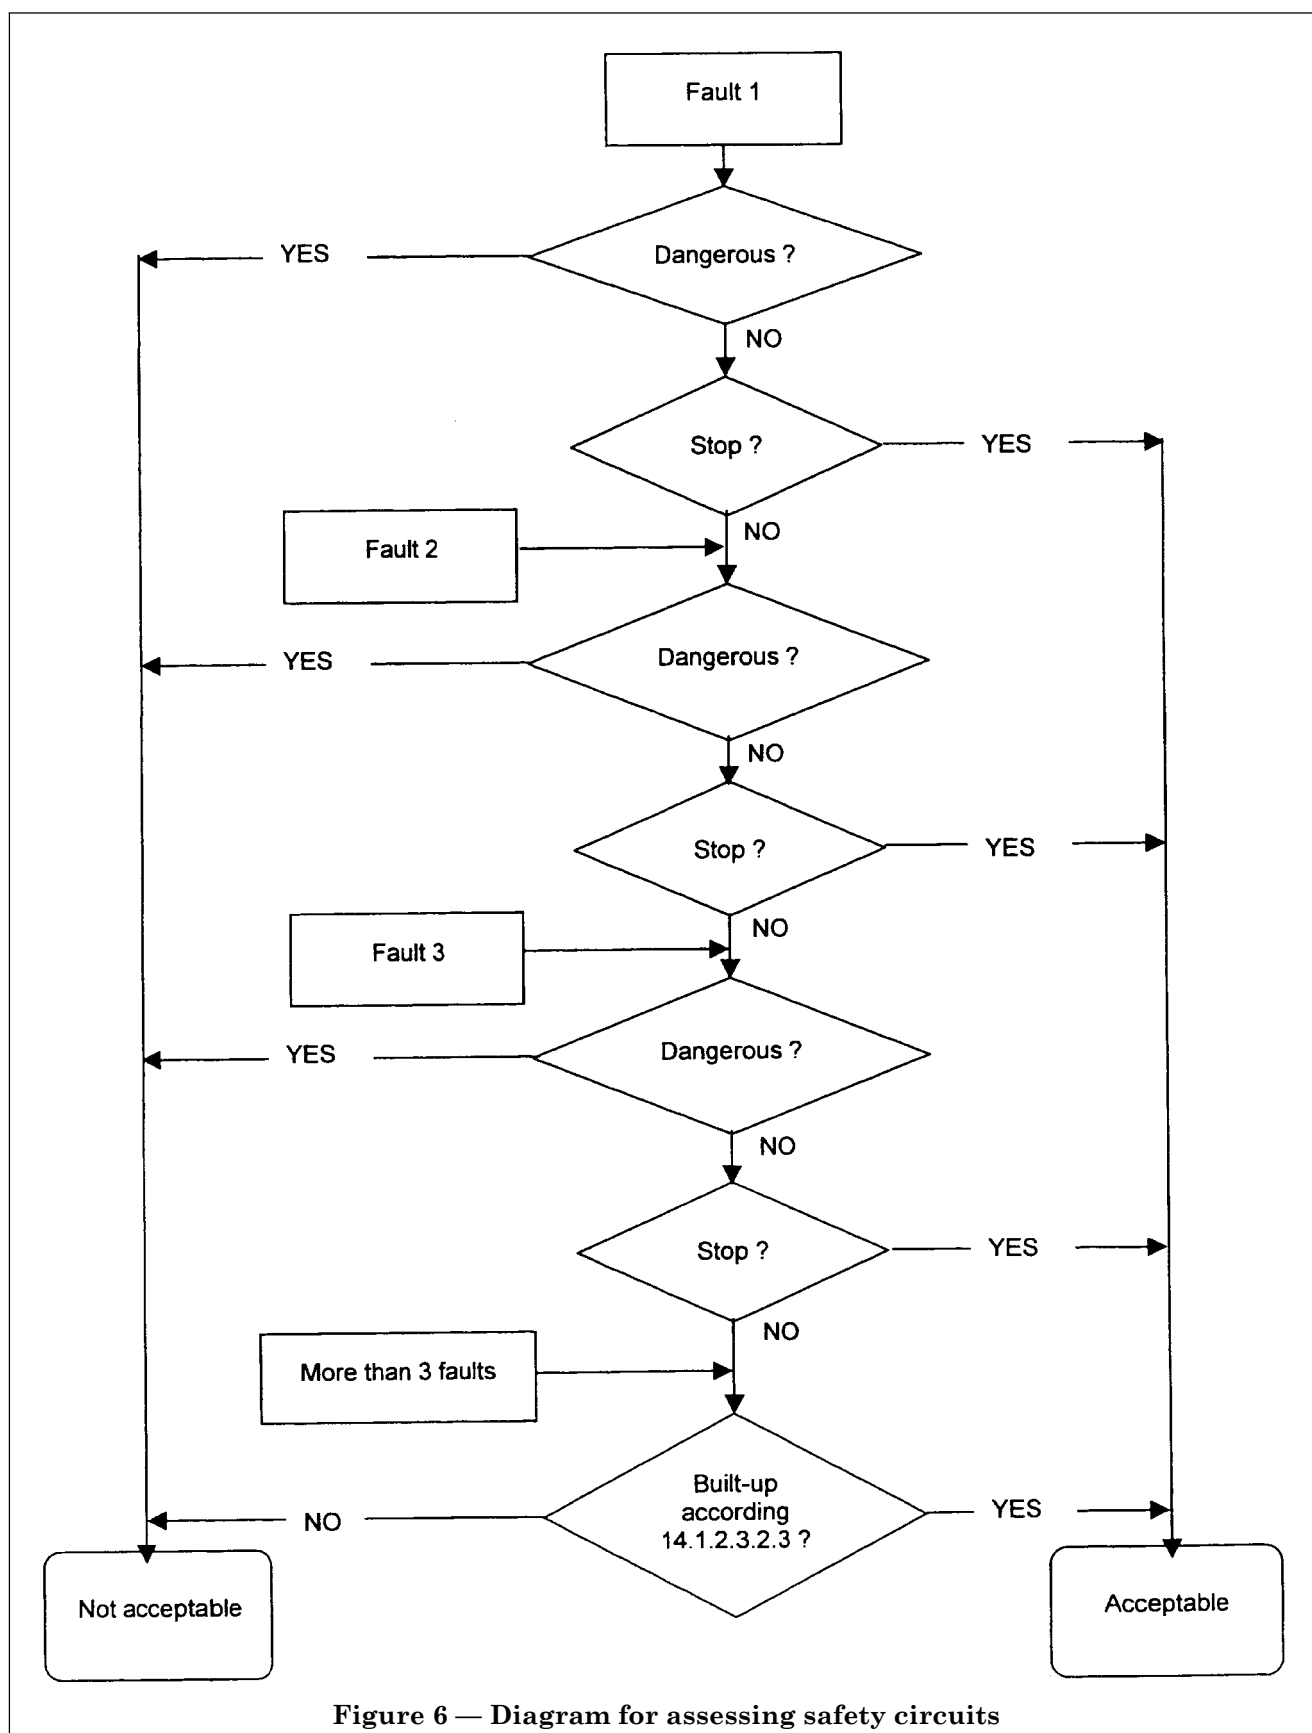 Fault 1
Dangerous ?
YES
NO
Stop ?
YES
NO
Fault 2
Dangerous ?
YES
NO
Stop ?
YES
NO
Fault 3
Dangerous ?
YES
NO
Stop ?
YES
NO
More than 3 faults
Built-up
according
14.1.2.3.2.3 ?
NO
YES
Not acceptable
Acceptable
Figure 6 — Diagram for assessing safety circuits